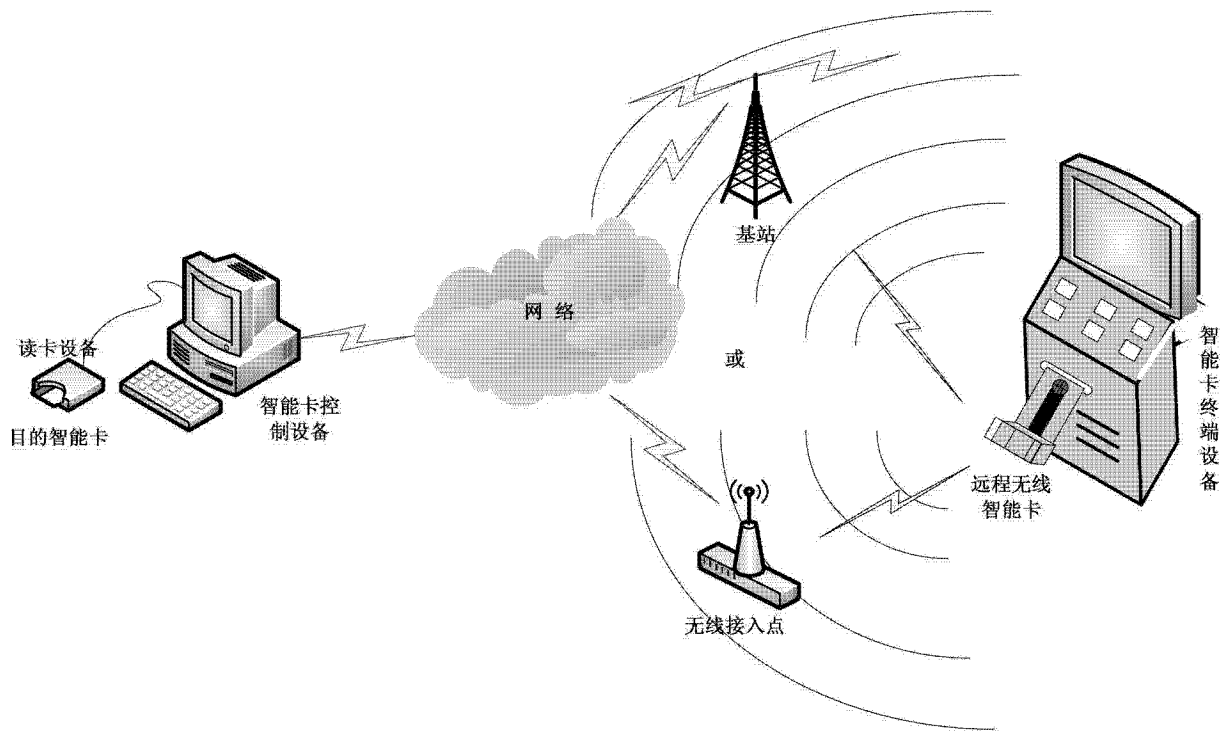 基站
网 络
读卡设备
目的智能卡
智能卡控
制设备
或
智能卡终端设备
远程无线
智能卡
无线接入点